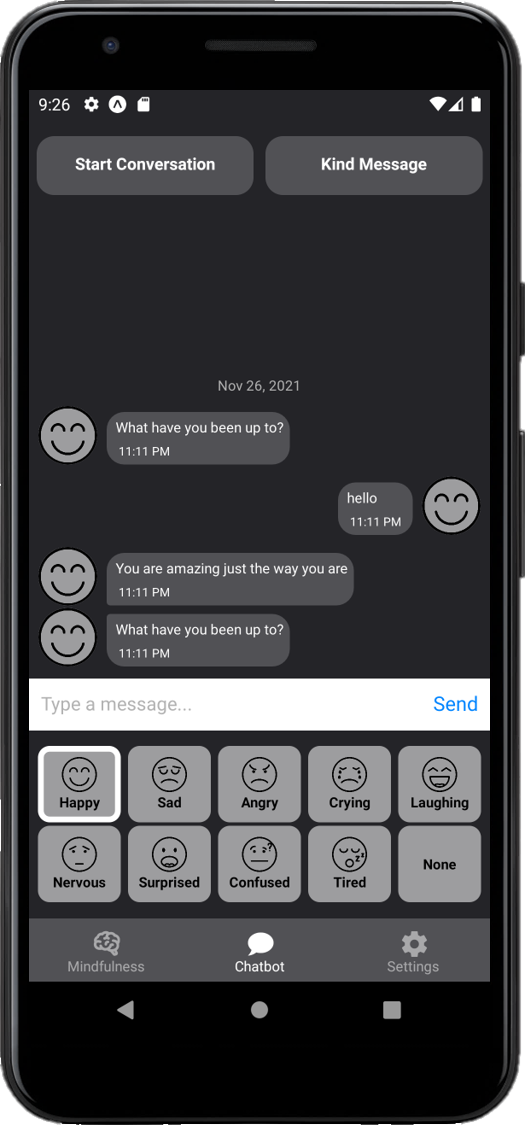 9:26
Start Conversation
Kind Message
Nov 26, 2021
What have you been up to?
11:11 PM
hello
11:11 PM
You are amazing just the way you are
11:11 PM
What have you been up to?
11:11 PM
Type a message...
Send
Happy
Sad
Angry
Crying
Laughing
Nervous
Surprised
Confused
Tired
None
Mindfulness
Chatbot
Settings